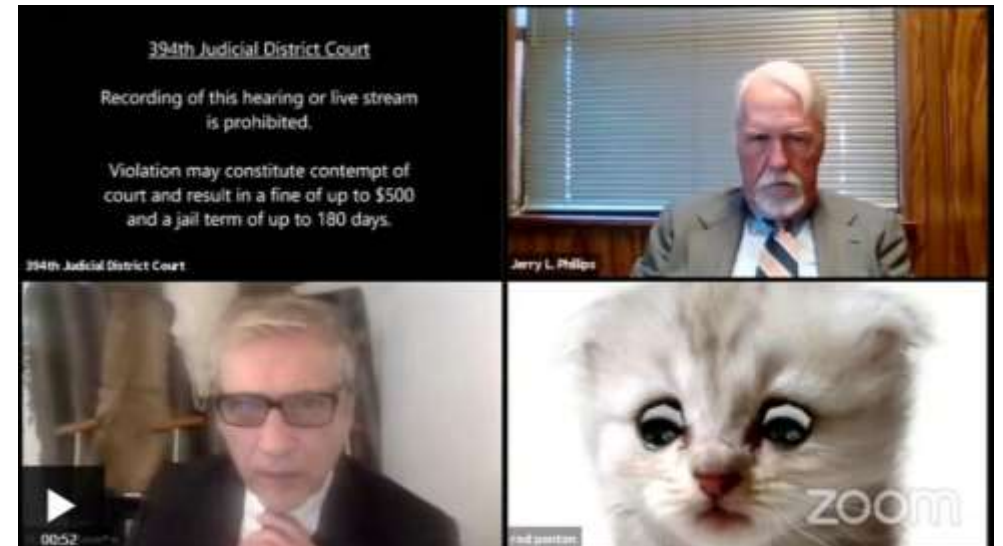 394th Judicial District Court
Recording of this hearing or live stream
is prohibited.
Violation may constitute contempt of
court and result in a fine of up to $500
and a jail term of up to 180 days.
394th Judicial District Court
Jerry L. Phillips
00:52
rod ponton
zoom